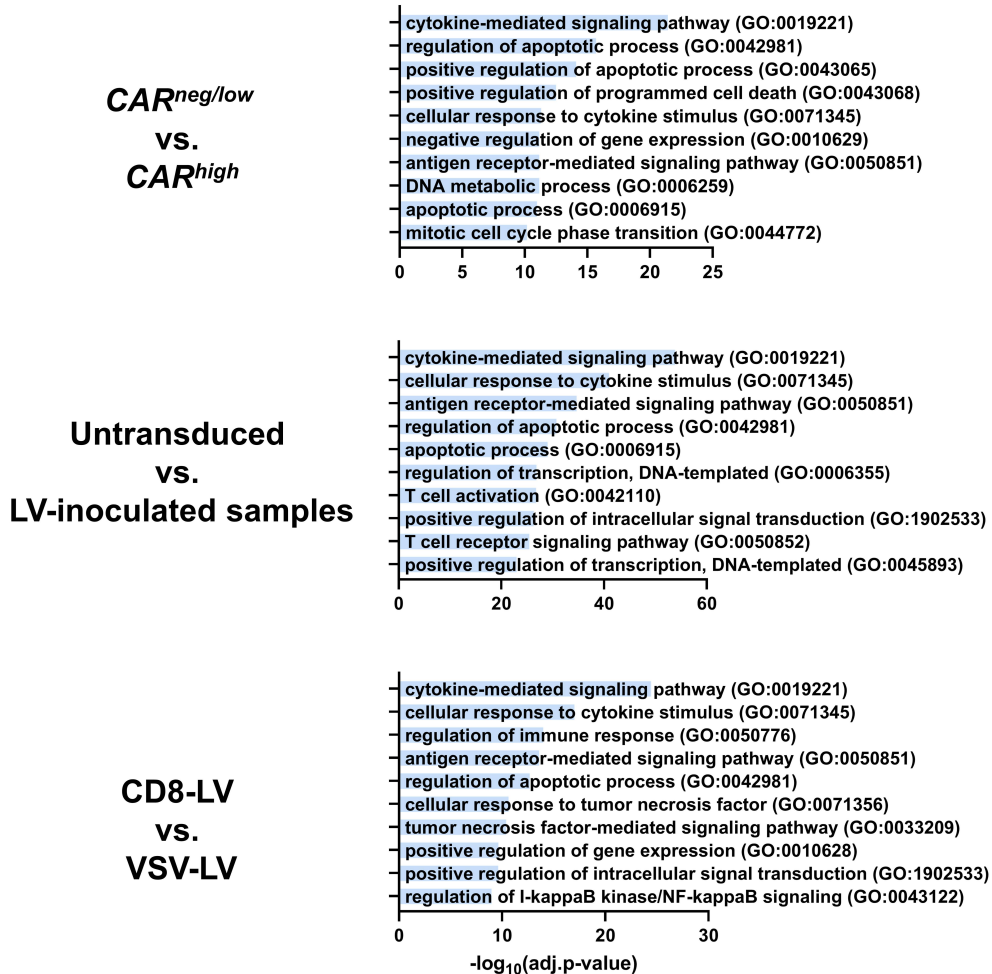 CARneg/low
vs.
CARhigh
cytokine-mediated signaling pathway (GO:0019221)
regulation of apoptotic process (GO:0042981)
positive regulation of apoptotic process (GO:0043065)
positive regulation of programmed cell death (GO:0043068)
cellular response to cytokine stimulus (GO:0071345)
negative regulation of gene expression (GO:0010629)
antigen receptor-mediated signaling pathway (GO:0050851)
DNA metabolic process (GO:0006259)
apoptotic process (GO:0006915)
mitotic cell cycle phase transition (GO:0044772)
0 5 10 15 20 25
Untransduced
vs.
LV-inoculated samples
cytokine-mediated signaling pathway (GO:0019221)
cellular response to cytokine stimulus (GO:0071345)
antigen receptor-mediated signaling pathway (GO:0050851)
regulation of apoptotic process (GO:0042981)
apoptotic process (GO:0006915)
regulation of transcription, DNA-templated (GO:0006355)
T cell activation (GO:0042110)
positive regulation of intracellular signal transduction (GO:1902533)
T cell receptor signaling pathway (GO:0050852)
positive regulation of transcription, DNA-templated (GO:0045893)
0 20 40 60
CD8-LV
vs.
VSV-LV
cytokine-mediated signaling pathway (GO:0019221)
cellular response to cytokine stimulus (GO:0071345)
regulation of immune response (GO:0050776)
antigen receptor-mediated signaling pathway (GO:0050851)
regulation of apoptotic process (GO:0042981)
cellular response to tumor necrosis factor (GO:0071356)
tumor necrosis factor-mediated signaling pathway (GO:0033209)
positive regulation of gene expression (GO:0010628)
positive regulation of intracellular signal transduction (GO:1902533)
regulation of I-kappaB kinase/NF-kappaB signaling (GO:0043122)
0 10 20 30
-log10(adj.p-value)